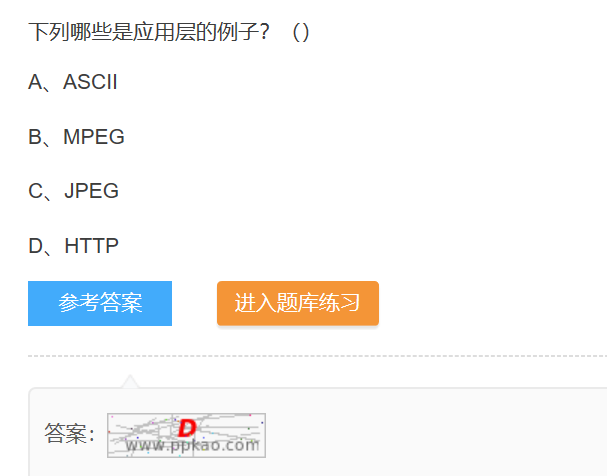 下列哪些是应用层的例子？（）
A、ASCII
B、MPEG
C、JPEG
D、HTTP
参考答案
进入题库练习
答案：
D
www.ppkao.com